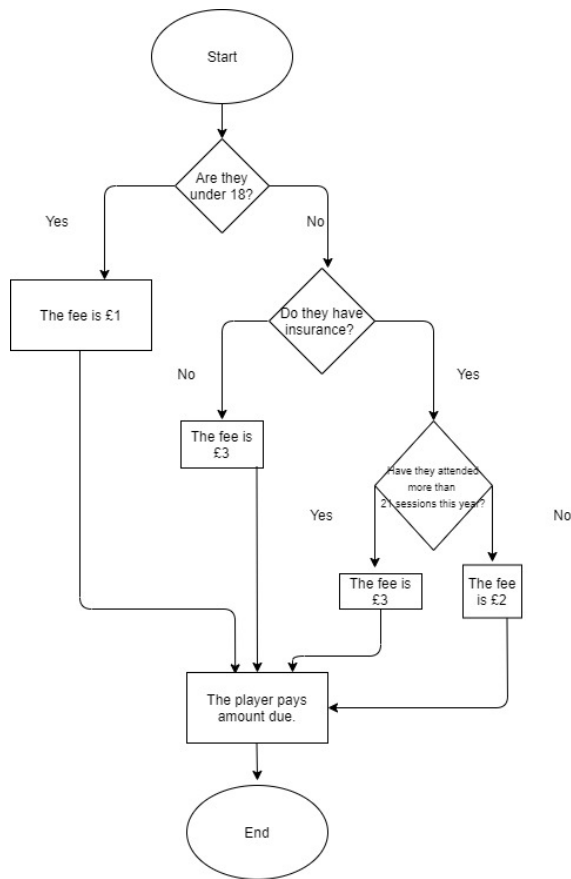 Start
Are they
under 18?
Yes
No
The fee is £1
Do they have
insurance?
No
Yes
The fee is
£3
Have they attended
more than
21 sessions this year?
Yes
No
The fee is
£3
The fee
is £2
The player pays
amount due.
End